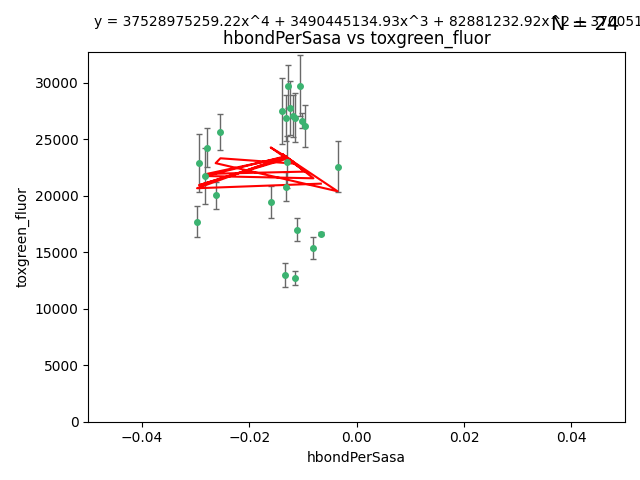 y = 37528975259.22x^4 + 3490445134.93x^3 + 82881232.92x^2 +
N = 24
hbondPerSasa vs toxgreen_fluor
30000
25000
20000
15000
10000
5000
0
toxgreen_fluor
−0.04
−0.02
0.00
0.02
0.04
hbondPerSasa